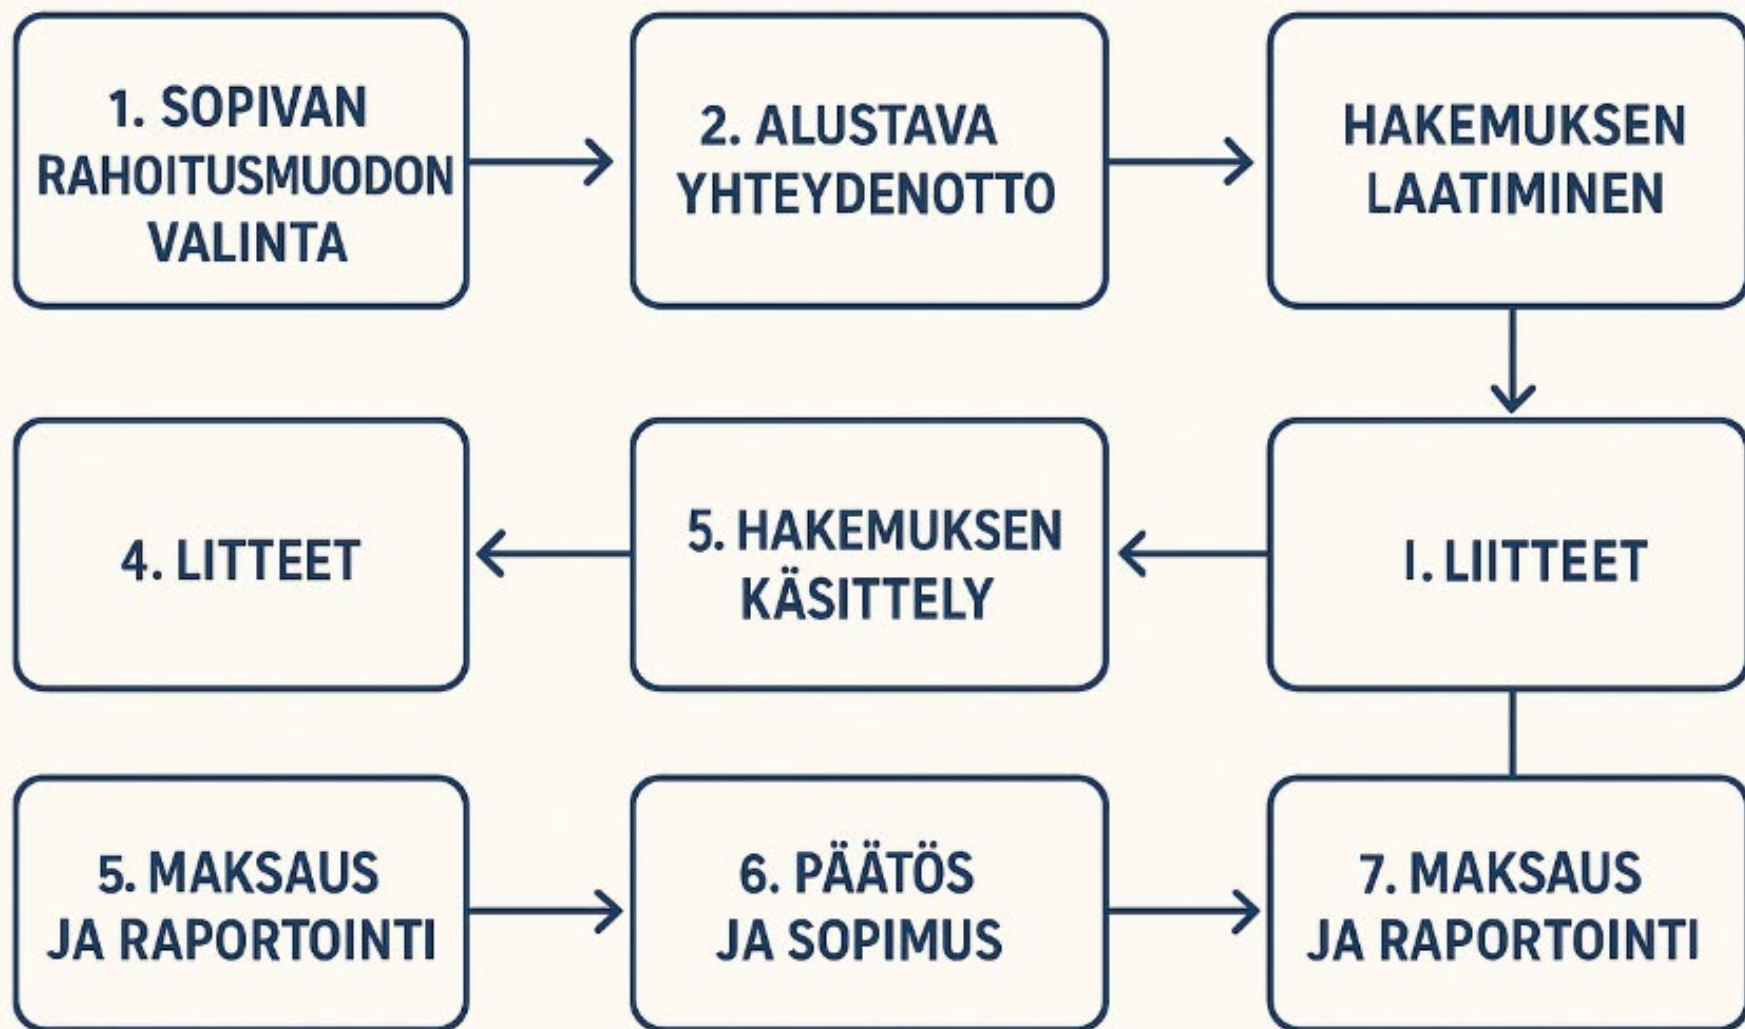 1. SOPIVAN
RAHOITUSMUODON
VALINTA
2. ALUSTAVA
YHTEYDENOTTO
HAKEMUKSEN
LAATIMINEN
4. LITTEET
5. HAKEMUKSEN
KÄSITTELY
I. LIITTEET
5. MAKSAUS
JA RAPORTOINTI
6. PÄÄTÖS
JA SOPIMUS
7. MAKSAUS
JA RAPORTOINTI